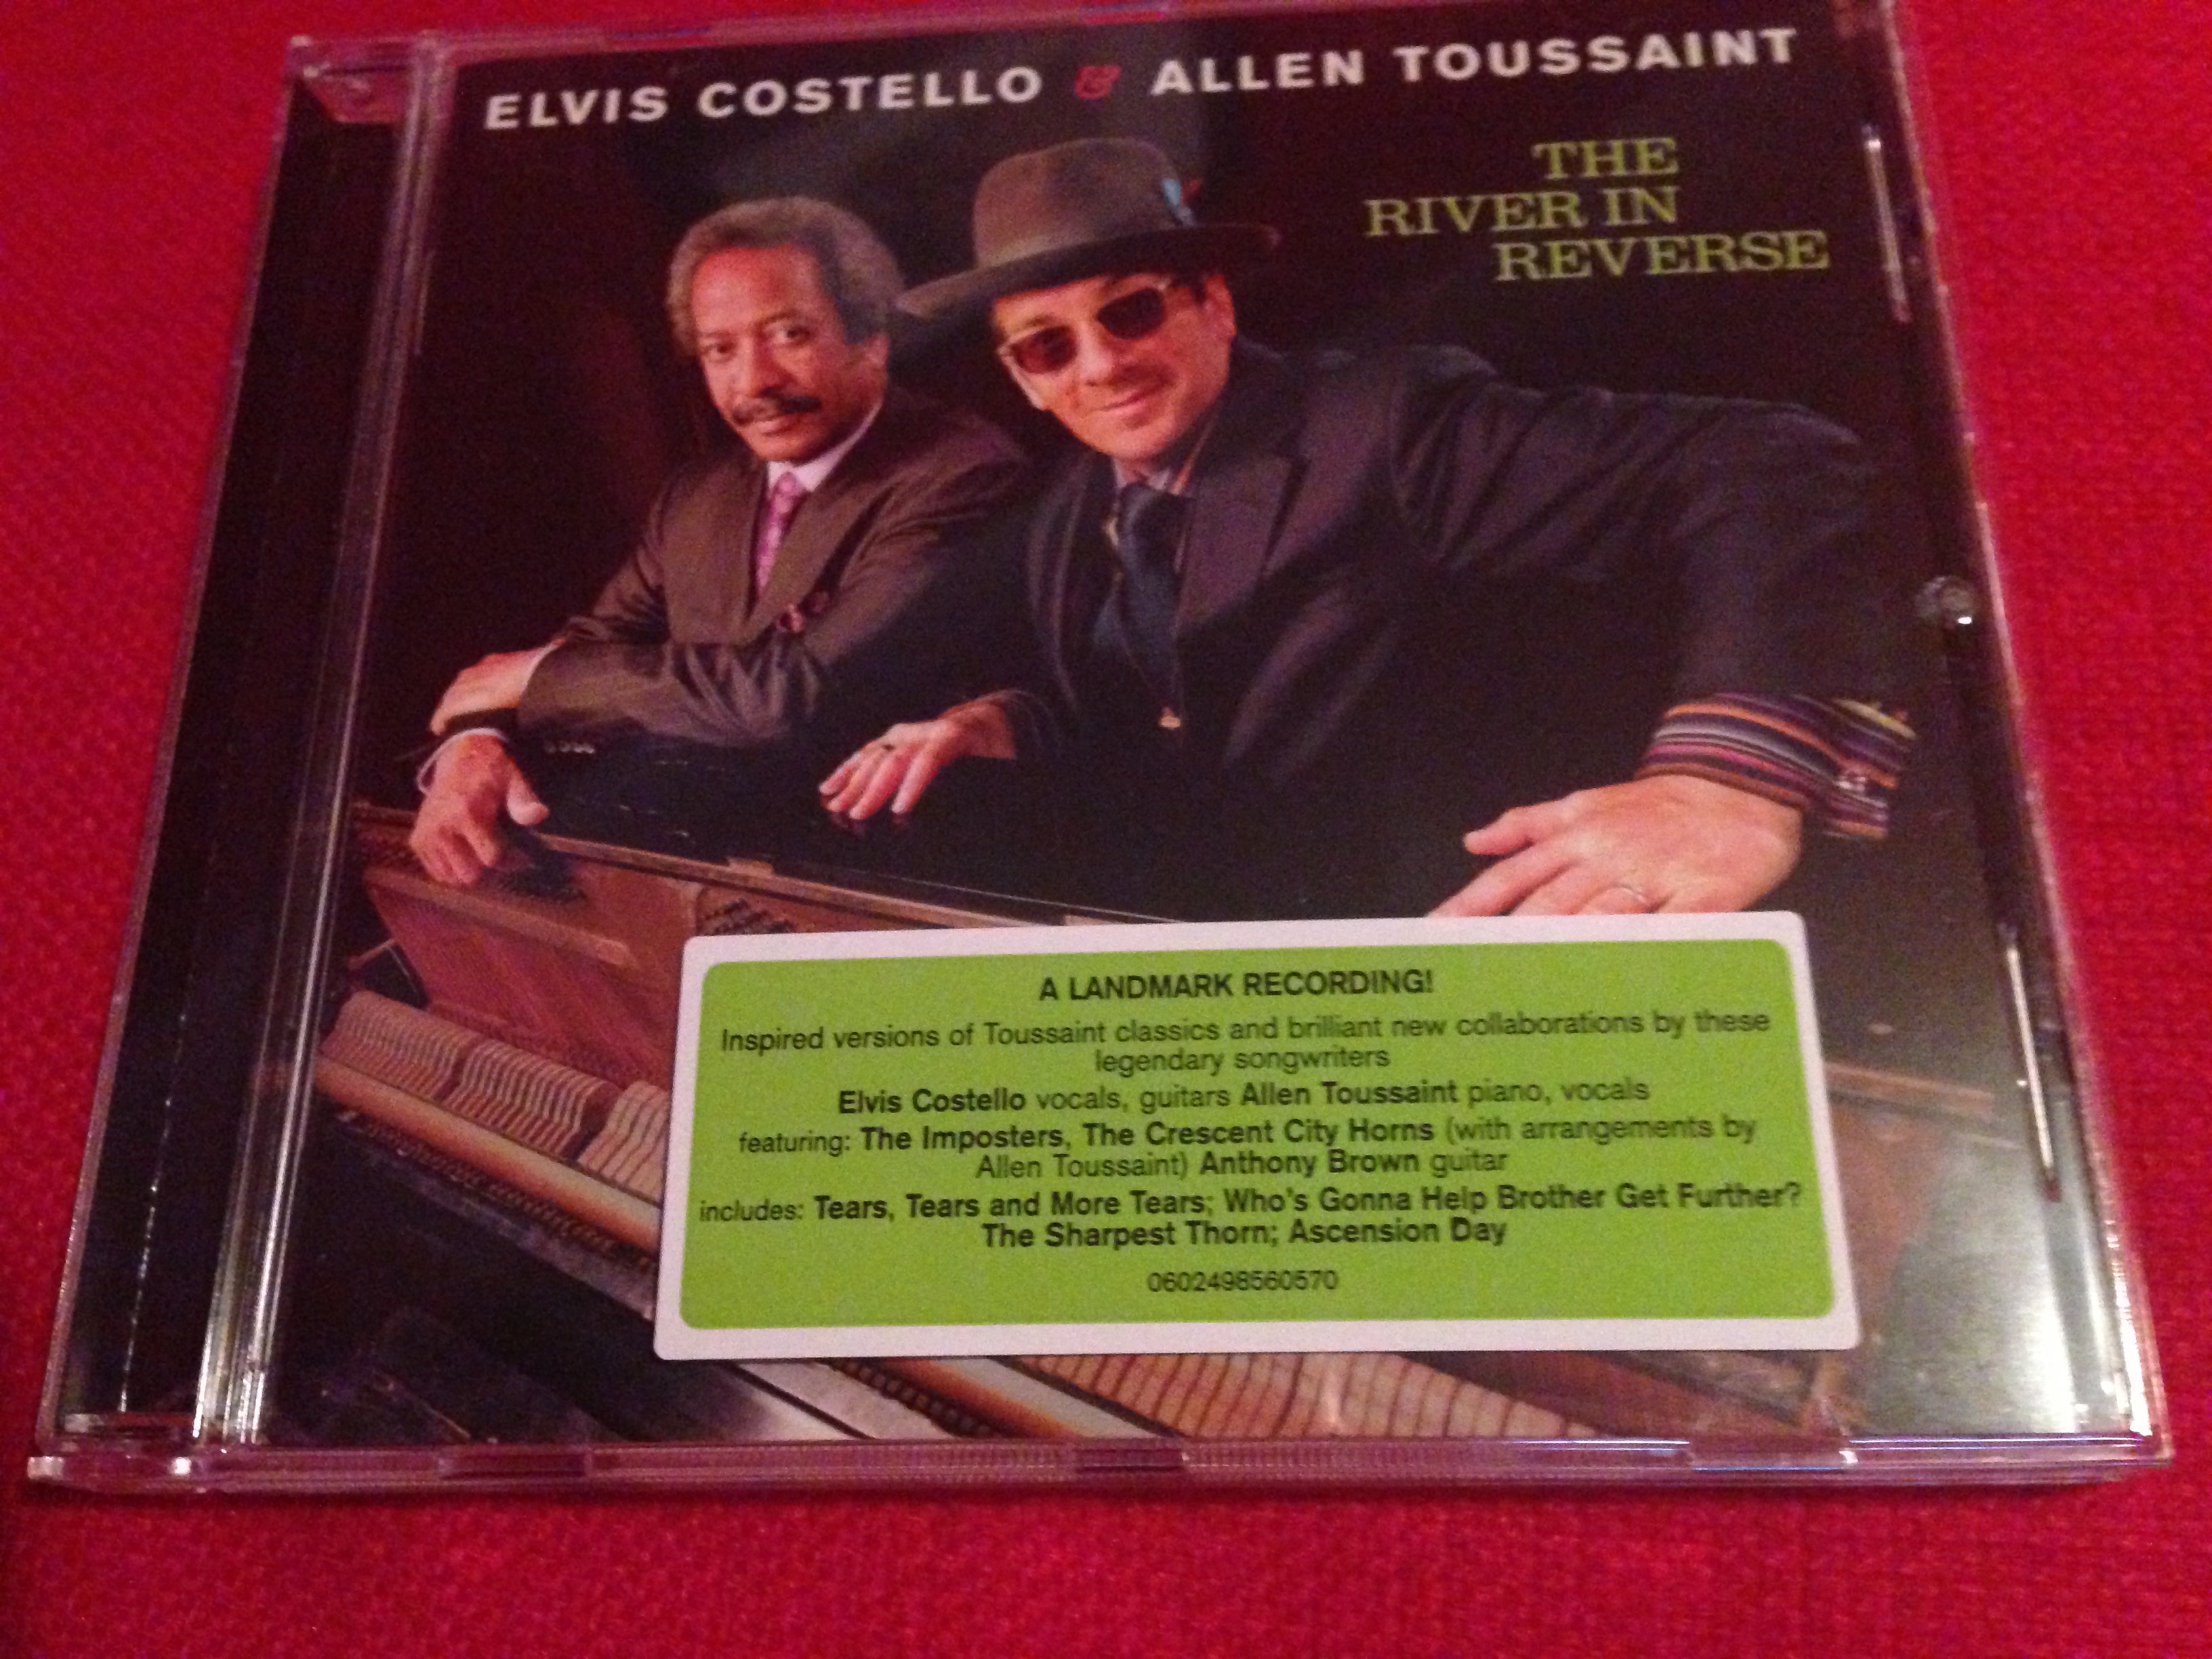 ELVIS COSTELLO & ALLEN TOUSSAINT
THE
RIVER IN
REVERSE
A LANDMARK RECORDING!
Inspired versions of Toussaint classics and brilliant new collaborations by these
legendary songwriters
Elvis Costello vocals, guitars Allen Toussaint piano, vocals
featuring: The Imposters, The Crescent City Horns (with arrangements by
Allen Toussaint) Anthony Brown guitar
includes: Tears, Tears and More Tears; Who's Gonna Help Brother Get Further?
The Sharpest Thorn; Ascension Day
0602498560570